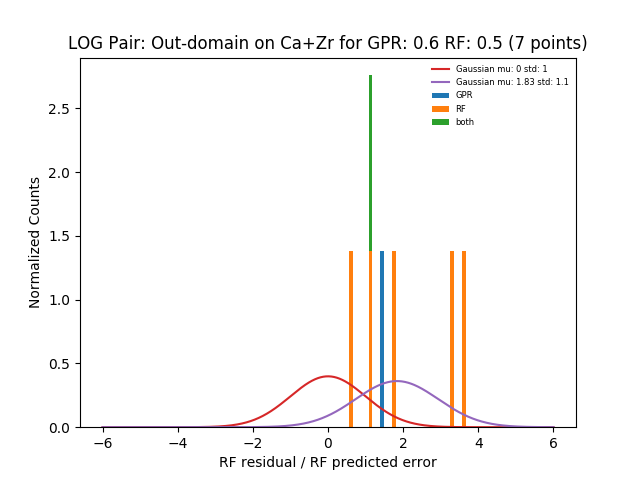 LOG Pair: Out-domain on Ca+Zr for GPR: 0.6 RF: 0.5 (7 points)
Gaussian mu: 0 std: 1
Gaussian mu: 1.83 std: 1.1
GPR
RF
both
Normalized Counts
2.5
2.0
1.5
1.0
0.5
0.0
−6
−4
−2
0
2
4
6
RF residual / RF predicted error